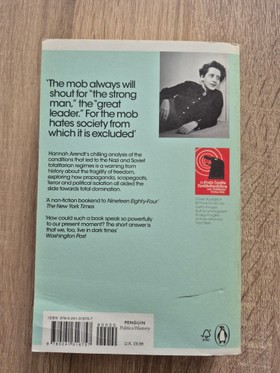 'The mob always will
shout for "the strong
man," the "great
leader." For the mob
hates society from
which it is excluded'
Hannah Arendt's chilling analysis of the
conditions that led to the Nazi and Soviet
totalitarian regimes is a warning from
history about the fragility of freedom,
exploring how propaganda, scapegoats,
terror and political isolation all aided the
slide towards total domination.
'A non-fiction bookend to Nineteen Eighty-Four'
The New York Times
'How could such a book speak so powerfully
to our present moment? The short answer is
that we, too, live in dark times'
Washington Post
PENGUIN
Politics/History
90000